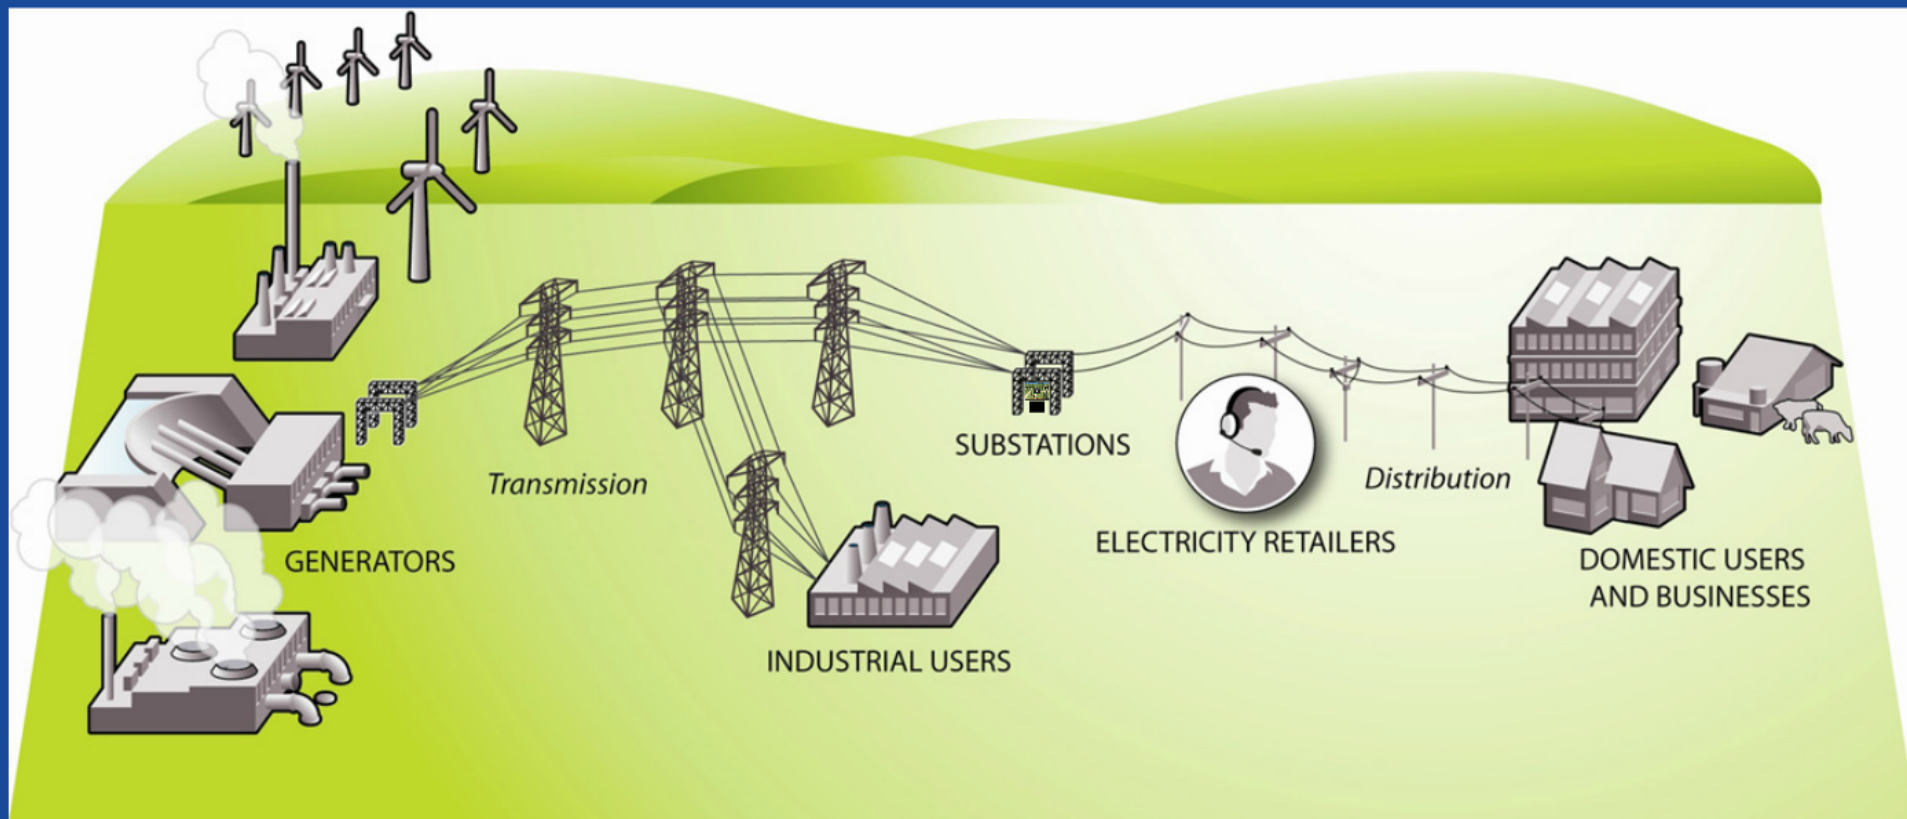 SUBSTATIONS
Transmission
Distribution
ELECTRICITY RETAILERS
GENERATORS
DOMESTIC USERS
AND BUSINESSES
INDUSTRIAL USERS